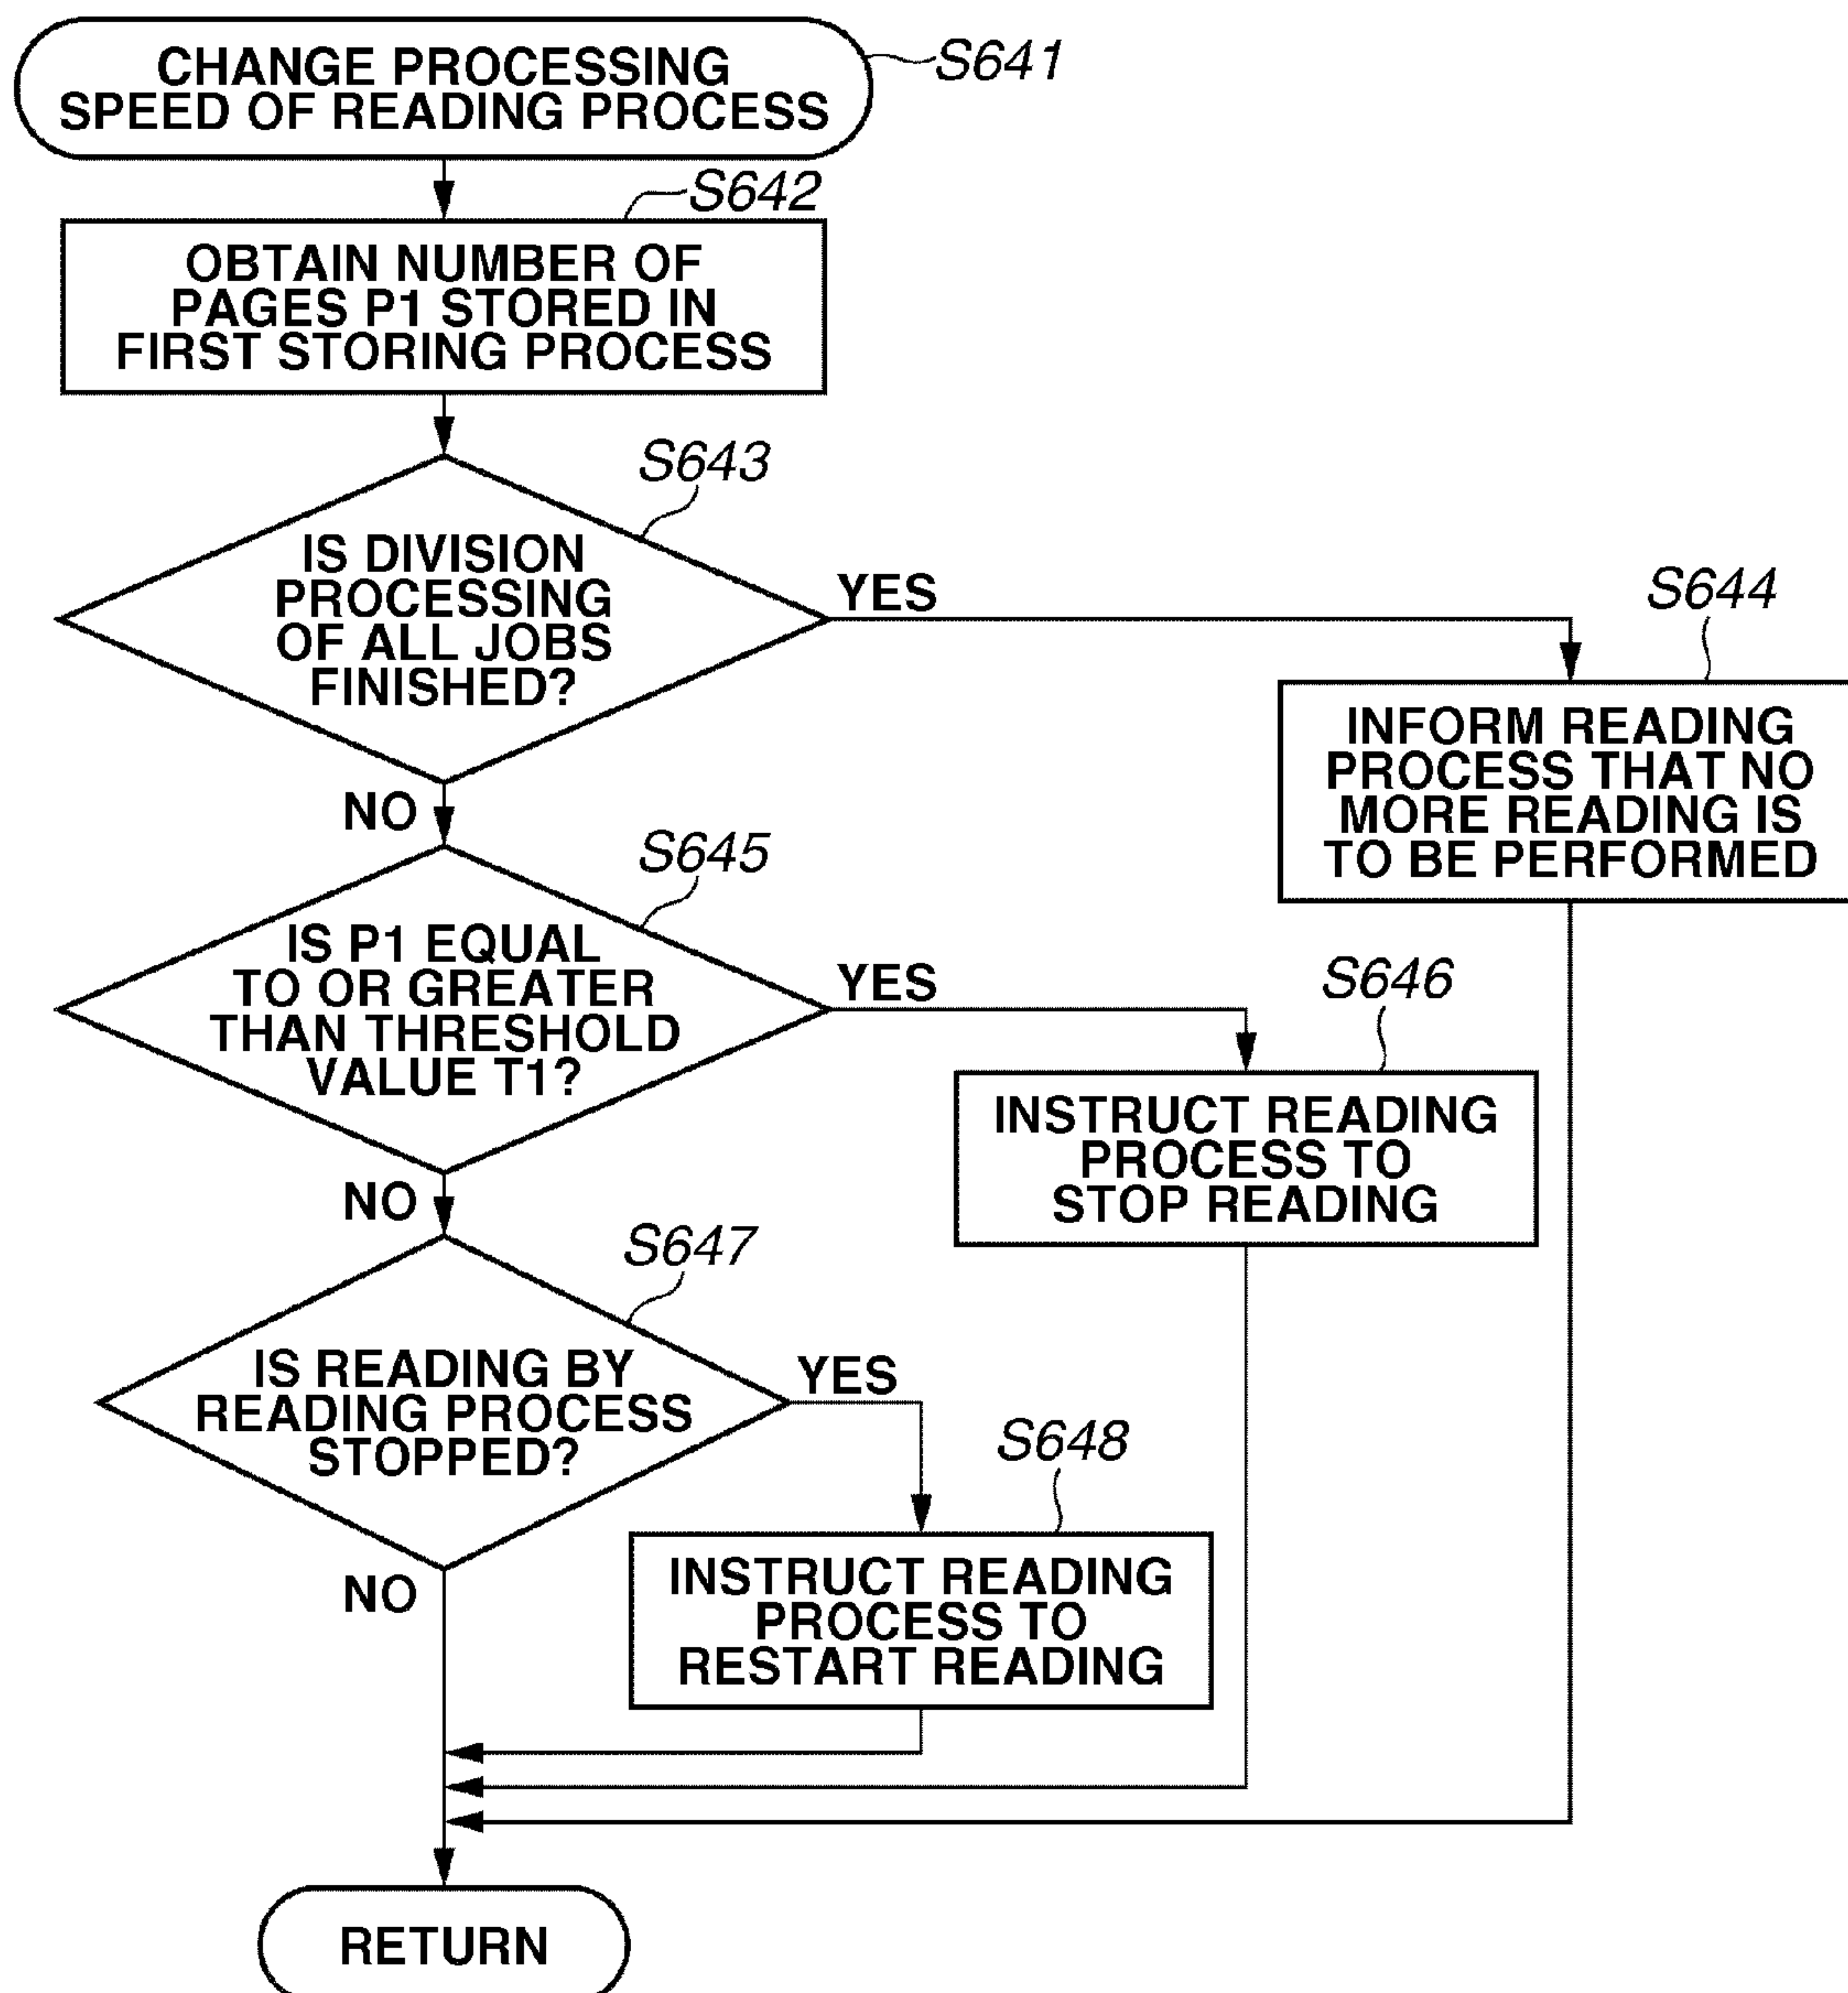 CHANGE PROCESSING
SPEED OF READING PROCESS
S641
S642
OBTAIN NUMBER OF
PAGES P1 STORED IN
FIRST STORING PROCESS
S643
IS DIVISION
PROCESSING
OF ALL JOBS
FINISHED?
YES
S644
INFORM READING
PROCESS THAT NO
MORE READING IS
TO BE PERFORMED
NO
S645
IS P1 EQUAL
TO OR GREATER
THAN THRESHOLD
VALUE T1?
YES
S646
INSTRUCT READING
PROCESS TO
STOP READING
NO
S647
IS READING BY
READING PROCESS
STOPPED?
YES
S648
INSTRUCT READING
PROCESS TO
RESTART READING
NO
RETURN